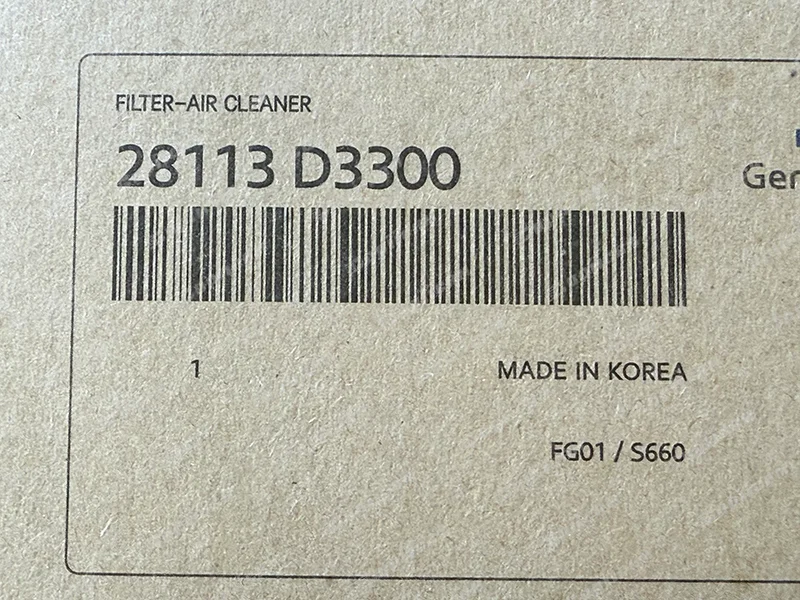 FILTER-AIR CLEANER
28113 D3300
Ger
1
MADE IN KOREA
FG01 / S660